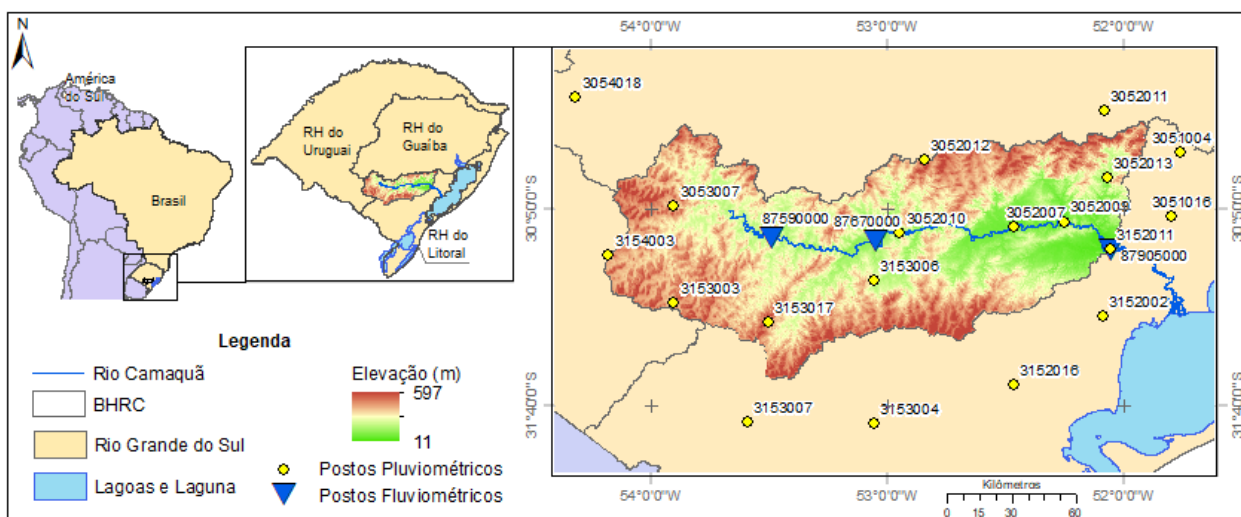 N
América
do Sul
Brasil
RH do
Uruguai
RH do
Guaíba
RH do
Litoral
54°0'0"W
53°0'0"W
52°0'0"W
3054018
3052011
3051004
3052012
3052013
3053007
30°50'0"S
30°50'0"S
3051016
87590000
87670000
3052010
3052007
3052009
3154003
3152011
87905000
3153006
3153003
3153017
3152002
3152016
31°40'0"S
31°40'0"S
3153007
3153004
54°0'0"W
53°0'0"W
52°0'0"W
Kilômetros
0 15 30 60
Legenda
Rio Camaquã
BHRC
Rio Grande do Sul
Lagoas e Laguna
Elevação (m)
597
11
Postos Pluviométricos
Postos Fluviométricos